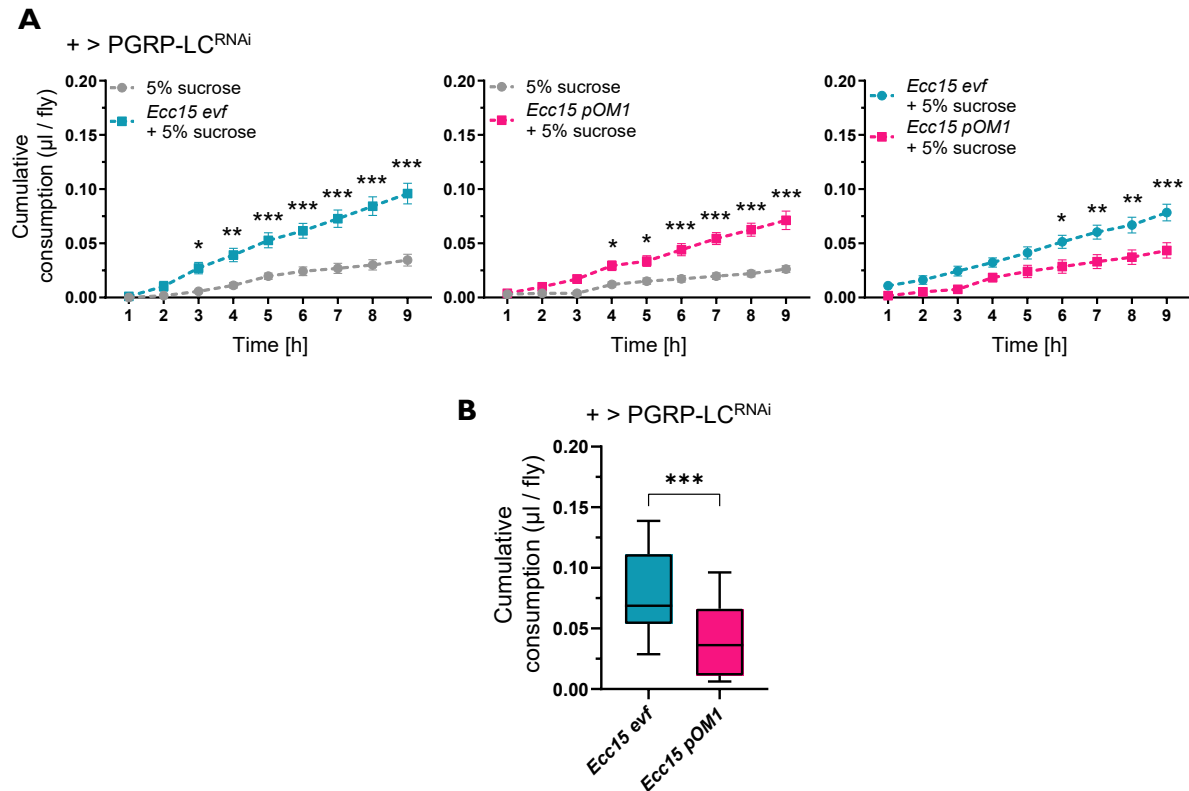 A
+ > PGRP-LC^RNAi
5% sucrose
Ecc15 evf
+ 5% sucrose
Cumulative
consumption (µl / fly)
0.20
0.15
0.10
0.05
0.00
* ** *** *** *** *** ***
1 2 3 4 5 6 7 8 9
Time [h]
5% sucrose
Ecc15 pOM1
+ 5% sucrose
0.20
0.15
0.10
0.05
0.00
* * *** *** *** ***
1 2 3 4 5 6 7 8 9
Time [h]
Ecc15 evf
+ 5% sucrose
Ecc15 pOM1
+ 5% sucrose
0.20
0.15
0.10
0.05
0.00
* ** ** ***
1 2 3 4 5 6 7 8 9
Time [h]
B
+ > PGRP-LC^RNAi
Cumulative
consumption (µl / fly)
0.20
0.15
0.10
0.05
0.00
***
Ecc15 evf
Ecc15 pOM1